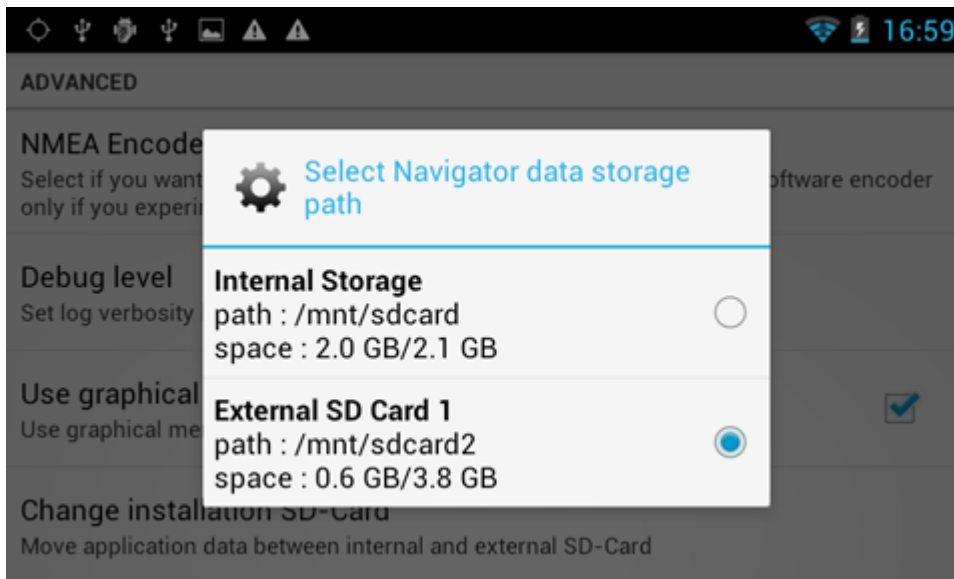 16:59
ADVANCED
NMEA Encode
Select if you want
oftware encoder
only if you experi
Select Navigator data storage
path
Internal Storage
path : /mnt/sdcard
space : 2.0 GB/2.1 GB
External SD Card 1
path : /mnt/sdcard2
space : 0.6 GB/3.8 GB
Debug level
Set log verbosity
Use graphical
Use graphical me
Change installation SD-Card
Move application data between internal and external SD-Card